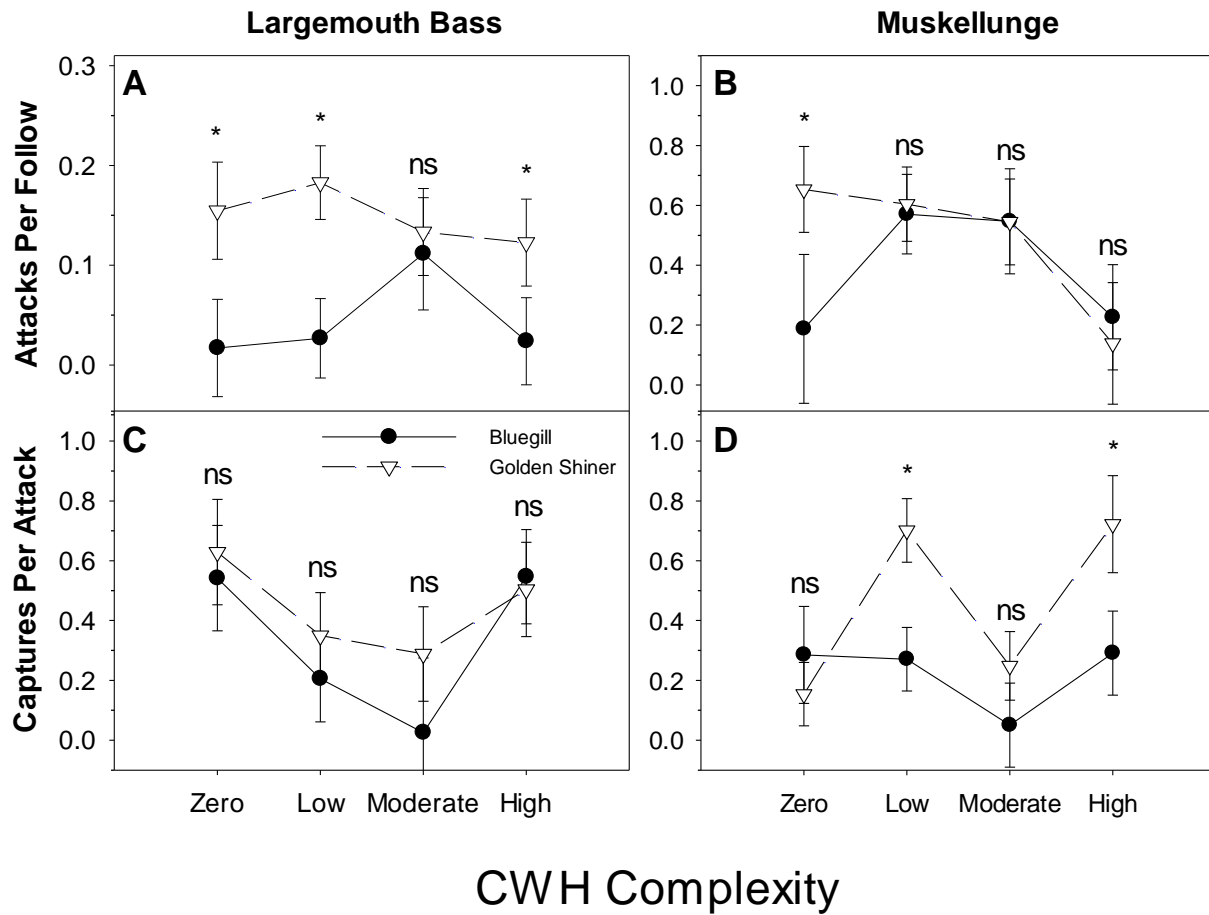 Largemouth Bass
Muskellunge
Attacks Per Follow
A
0.3
0.2
0.1
0.0
*
*
ns
*
B
1.0
0.8
0.6
0.4
0.2
0.0
*
ns
ns
ns
Captures Per Attack
C
1.0
0.8
0.6
0.4
0.2
0.0
Bluegill
Golden Shiner
ns
ns
ns
ns
D
1.0
0.8
0.6
0.4
0.2
0.0
ns
*
ns
*
Zero Low Moderate High
Zero Low Moderate High
CWH Complexity